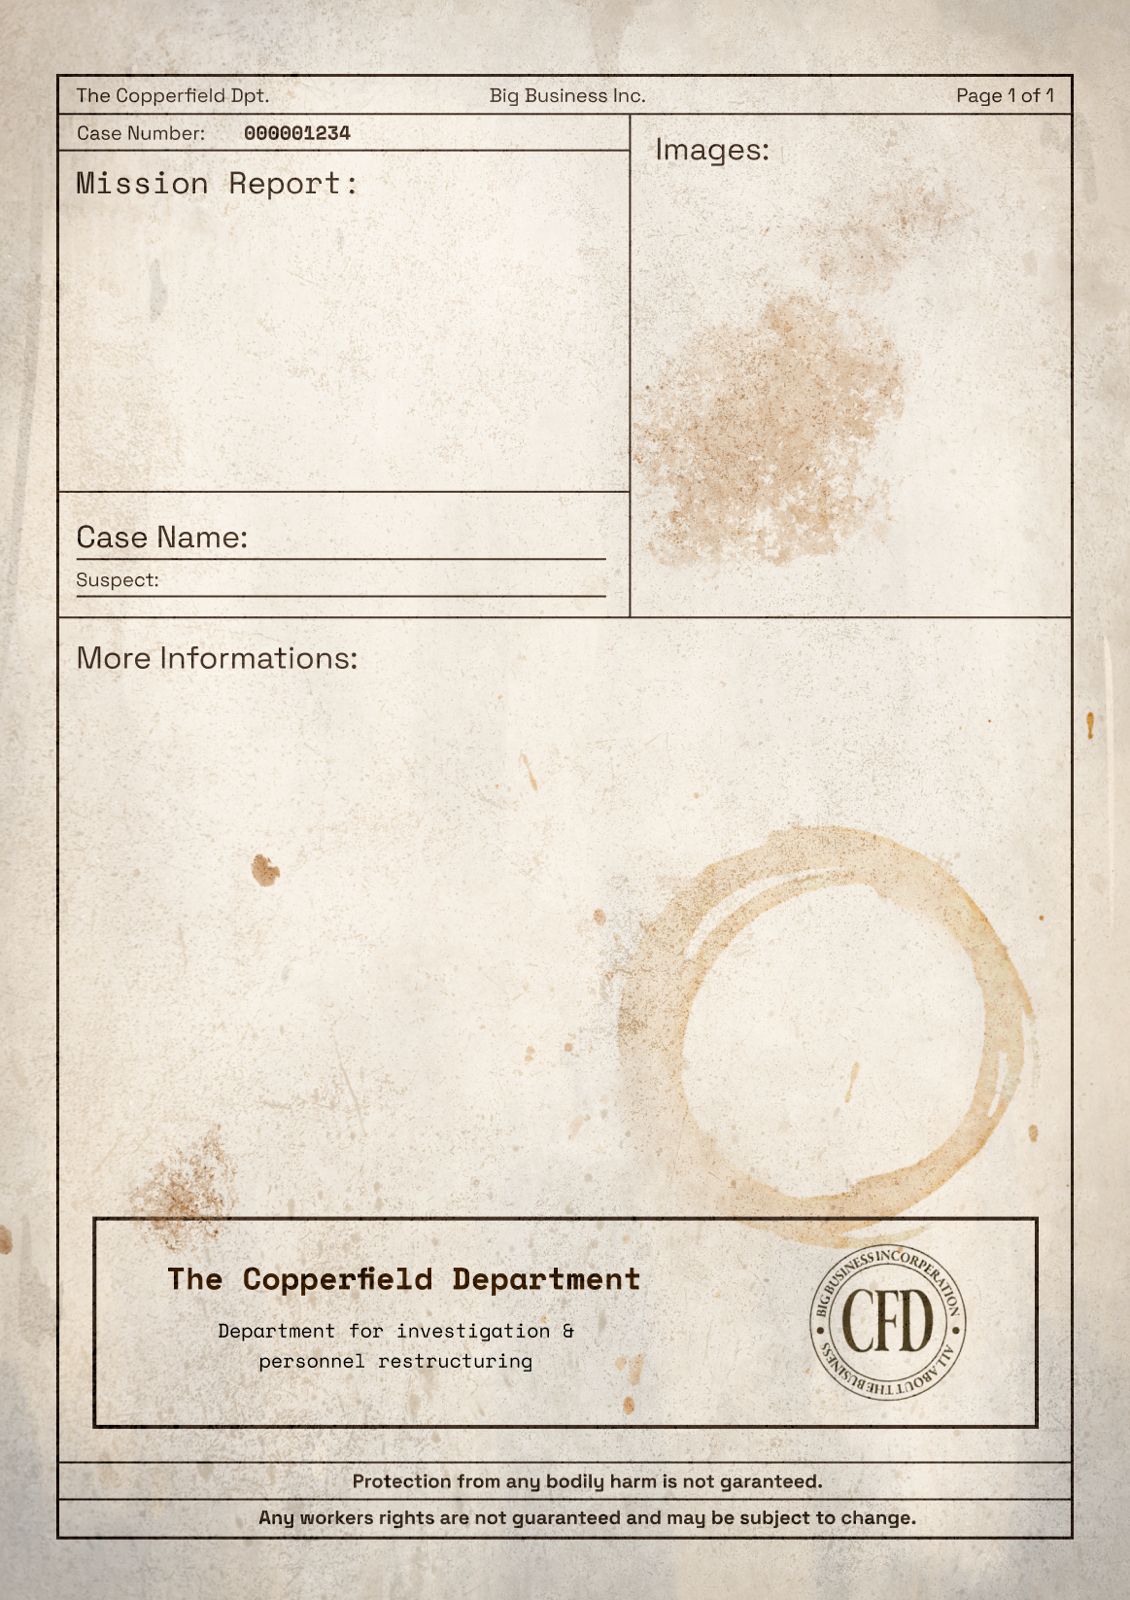 The Copperfield Dpt.
Big Business Inc.
Page 1 of 1
Case Number: 000001234
Images:
Mission Report:
Case Name:
Suspect:
More Informations:
The Copperfield Department
Department for investigation &
personnel restructuring
BIG BUSINESS INCORPERATION
CFD
ALL ABOUT THE BUSINESS
Protection from any bodily harm is not garanteed.
Any workers rights are not guaranteed and may be subject to change.